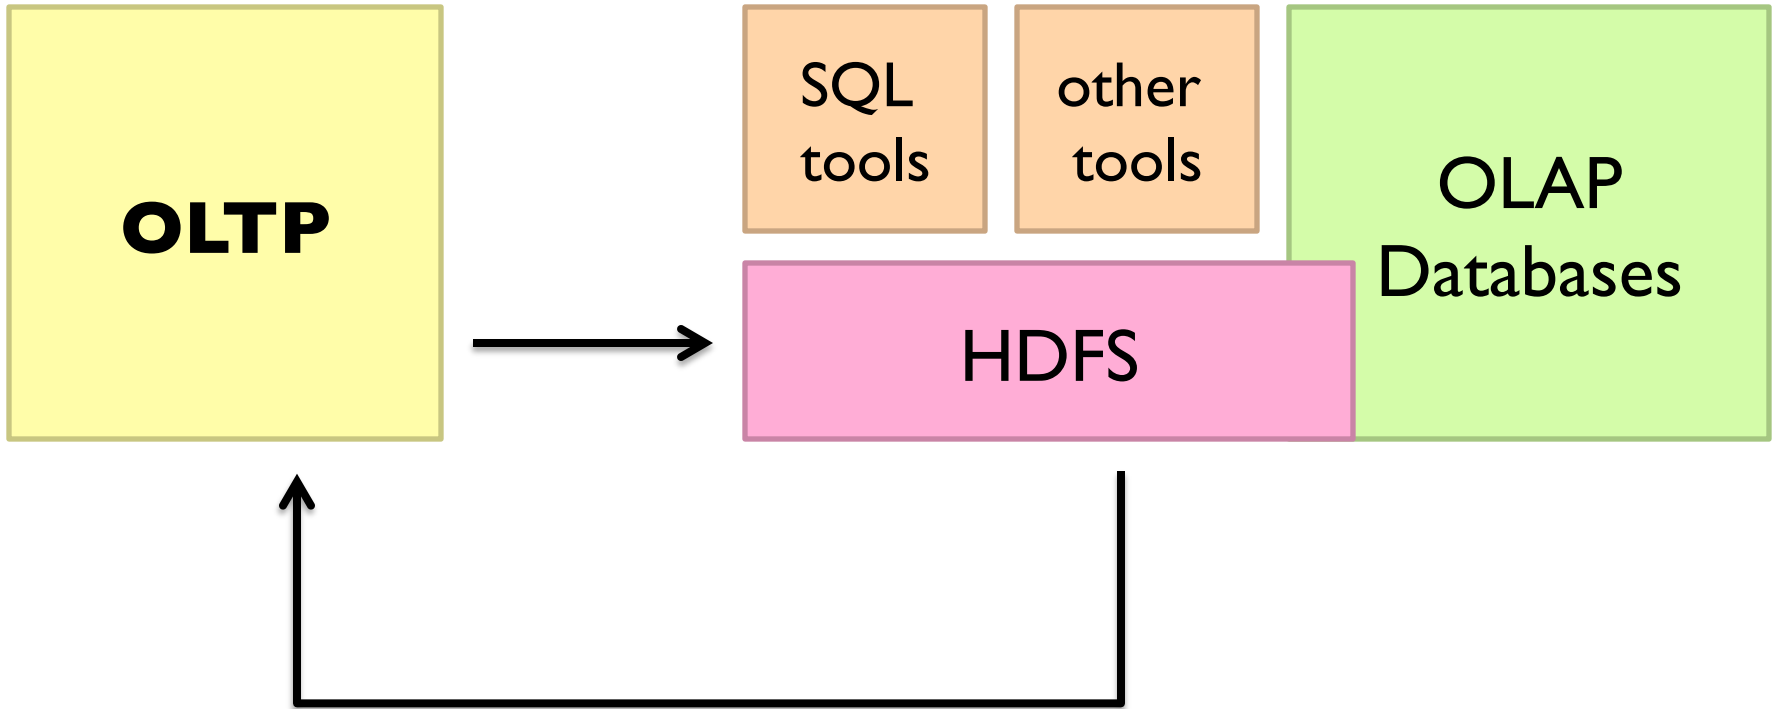 OLTP
SQL
tools
other
tools
OLAP
Databases
HDFS